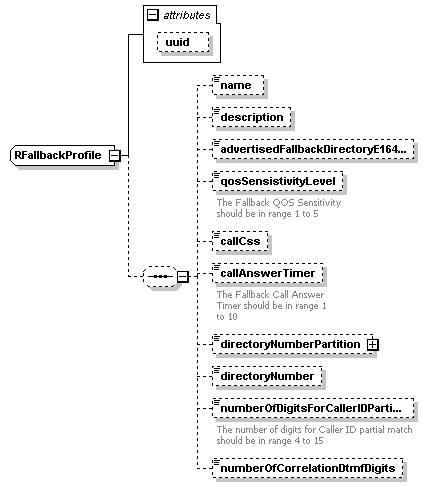 attributes
uuid
RFallbackProfile
name
description
advertisedFallbackDirectoryE164...
qosSensistivityLevel
The Fallback QOS Sensitivity
should be in range 1 to 5
callCss
callAnswerTimer
The Fallback Call Answer
Timer should be in range 1
to 10
directoryNumberPartition
directoryNumber
numberOfDigitsForCallerIDParti...
The number of digits for Caller ID partial match
should be in range 4 to 15
numberOfCorrelationDtmfDigits